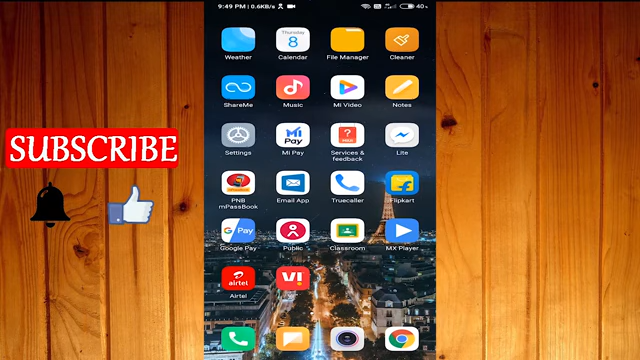 9:49 PM | 0.6KB/s
40
Thursday
8
Weather
Calendar
File Manager
Cleaner
ShareMe
Music
Mi Video
Notes
Mi
Pay
Settings
Mi Pay
Services &
feedback
Lite
SUBSCRIBE
PNB
mPassBook
Email App
Truecaller
Flipkart
G Pay
Google Pay
Public
Classroom
MX Player
airtel
VI
Airtel